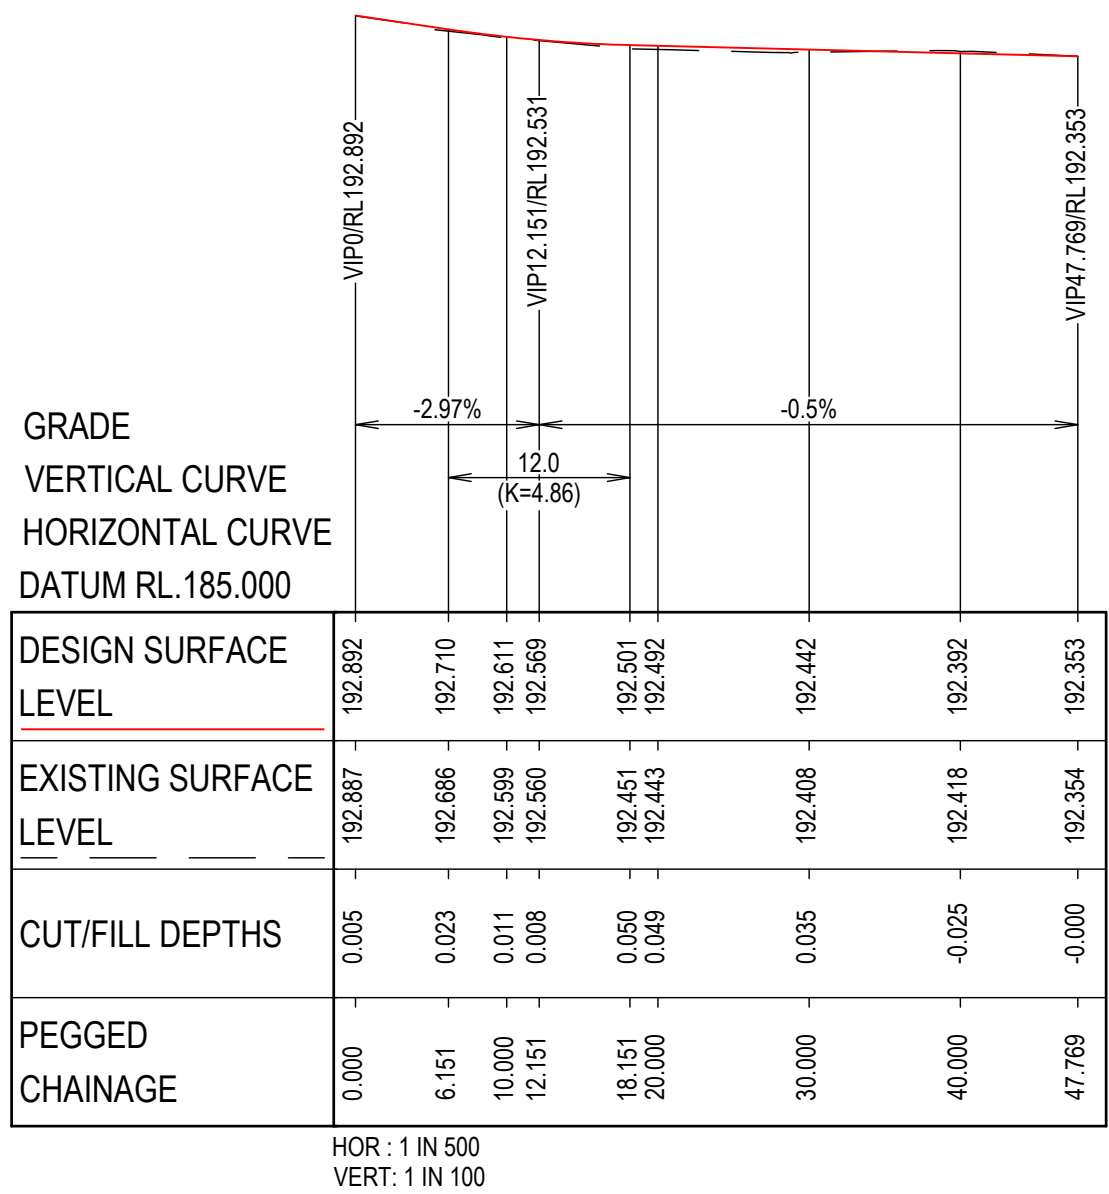 VIP0/RL192.892
VIP12.151/RL192.531
VIP47.769/RL192.353
GRADE
-2.97%
-0.5%
VERTICAL CURVE
12.0
(K=4.86)
HORIZONTAL CURVE
DATUM RL.185.000
DESIGN SURFACE
LEVEL
192.892
192.710
192.611
192.569
192.501
192.492
192.442
192.392
192.353
EXISTING SURFACE
LEVEL
192.887
192.686
192.599
192.560
192.451
192.443
192.408
192.418
192.354
CUT/FILL DEPTHS
0.005
0.023
0.011
0.008
0.050
0.049
0.035
-0.025
-0.000
PEGGED
CHAINAGE
0.000
6.151
10.000
12.151
18.151
20.000
30.000
40.000
47.769
HOR : 1 IN 500
VERT: 1 IN 100